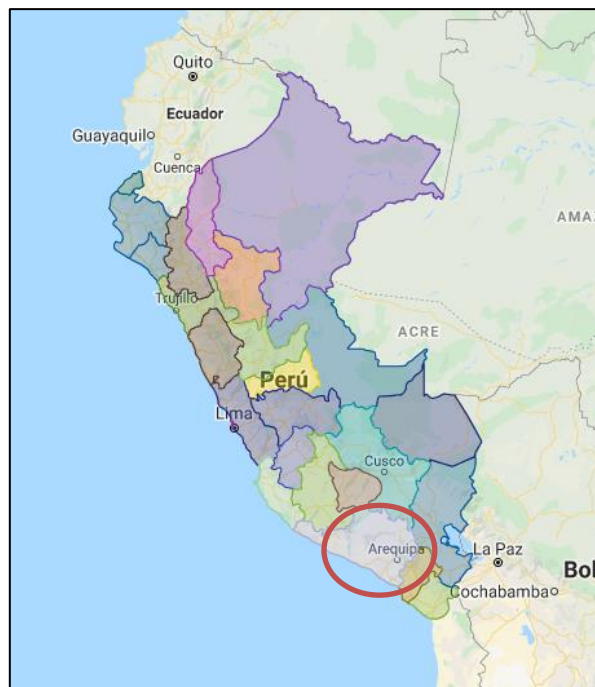 Quito
Ecuador
Guayaquil
Cuenca
AMAZ
Trujillo
ACRE
Perú
Lima
Cusco
Arequipa
La Paz
Bol
Cochabamba